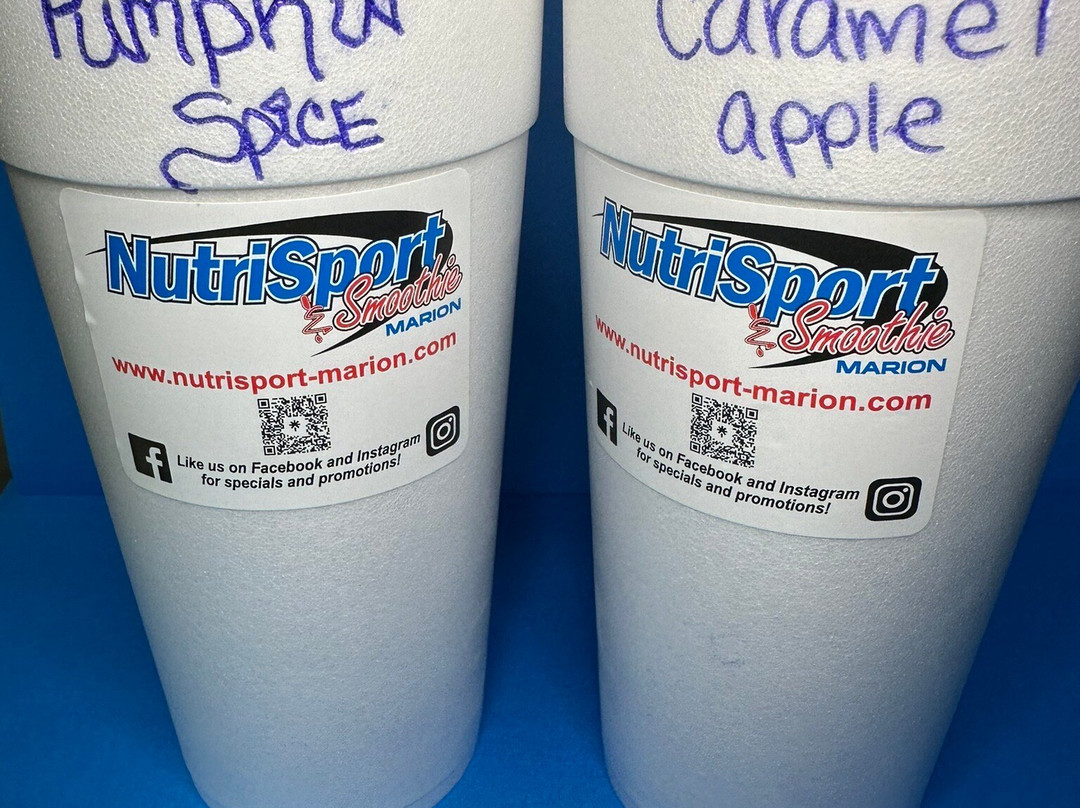 Pumpkin
Spice
NutriSport
& Smoothie
MARION
www.nutrisport-marion.com
Like us on Facebook and Instagram
for specials and promotions!
Caramel
apple
NutriSport
& Smoothie
MARION
www.nutrisport-marion.com
Like us on Facebook and Instagram
for specials and promotions!